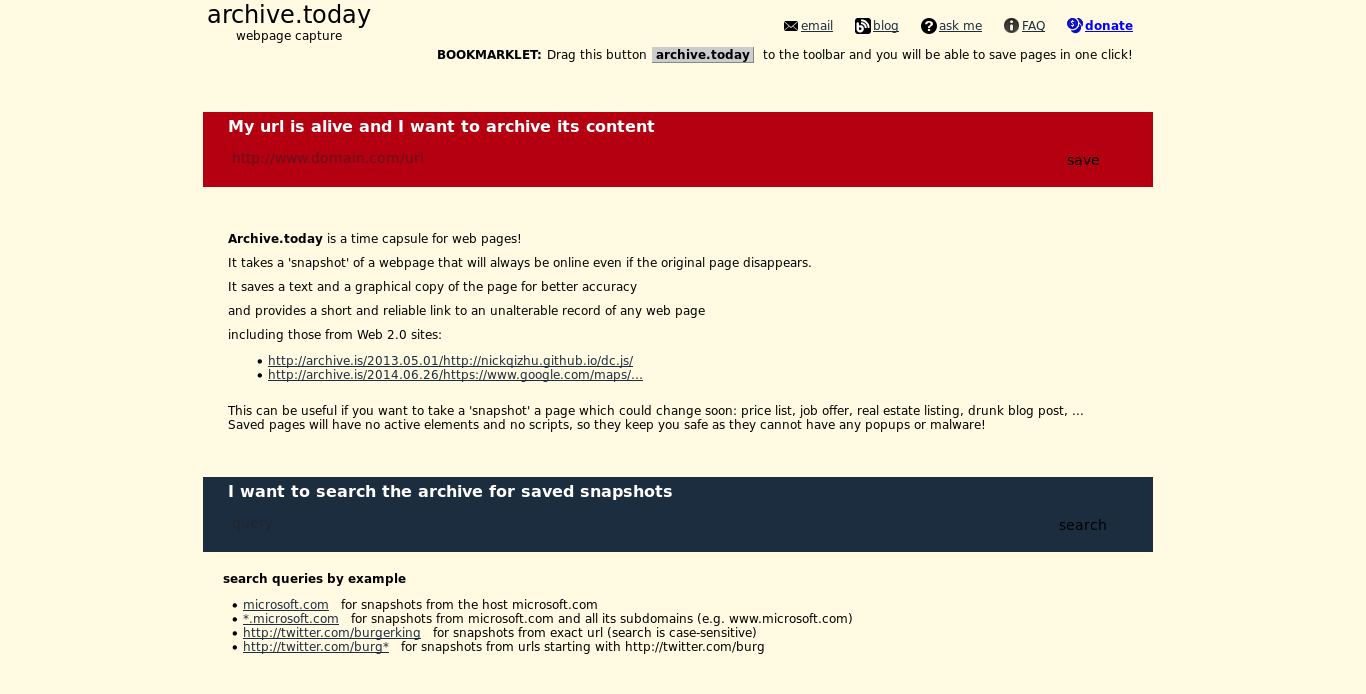 archive.today
webpage capture
email blog ask me FAQ donate
BOOKMARKLET: Drag this button archive.today to the toolbar and you will be able to save pages in one click!
My url is alive and I want to archive its content
http://www.domain.com/url
save
Archive.today is a time capsule for web pages!
It takes a 'snapshot' of a webpage that will always be online even if the original page disappears.
It saves a text and a graphical copy of the page for better accuracy
and provides a short and reliable link to an unalterable record of any web page
including those from Web 2.0 sites:
• http://archive.is/2013.05.01/http://nickqizhu.github.io/dc.js/
• http://archive.is/2014.06.26/https://www.google.com/maps/...
This can be useful if you want to take a 'snapshot' a page which could change soon: price list, job offer, real estate listing, drunk blog post, ...
Saved pages will have no active elements and no scripts, so they keep you safe as they cannot have any popups or malware!
I want to search the archive for saved snapshots
query
search
search queries by example
• microsoft.com for snapshots from the host microsoft.com
• *.microsoft.com for snapshots from microsoft.com and all its subdomains (e.g. www.microsoft.com)
• http://twitter.com/burgerking for snapshots from exact url (search is case-sensitive)
• http://twitter.com/burg* for snapshots from urls starting with http://twitter.com/burg